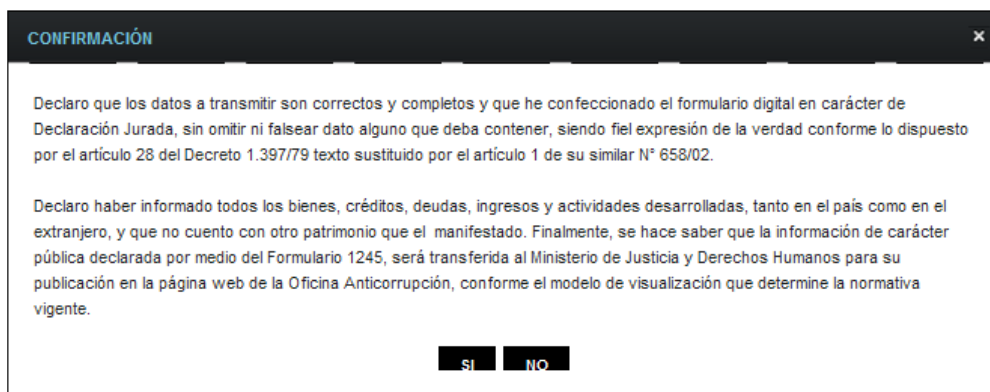 CONFIRMACIÓN ×
Declaro que los datos a transmitir son correctos y completos y que he confeccionado el formulario digital en carácter de
Declaración Jurada, sin omitir ni falsear dato alguno que deba contener, siendo fiel expresión de la verdad conforme lo dispuesto
por el artículo 28 del Decreto 1.397/79 texto sustituido por el artículo 1 de su similar N° 658/02.
Declaro haber informado todos los bienes, créditos, deudas, ingresos y actividades desarrolladas, tanto en el país como en el
extranjero, y que no cuento con otro patrimonio que el manifestado. Finalmente, se hace saber que la información de carácter
pública declarada por medio del Formulario 1245, será transferida al Ministerio de Justicia y Derechos Humanos para su
publicación en la página web de la Oficina Anticorrupción, conforme el modelo de visualización que determine la normativa
vigente.
SI NO